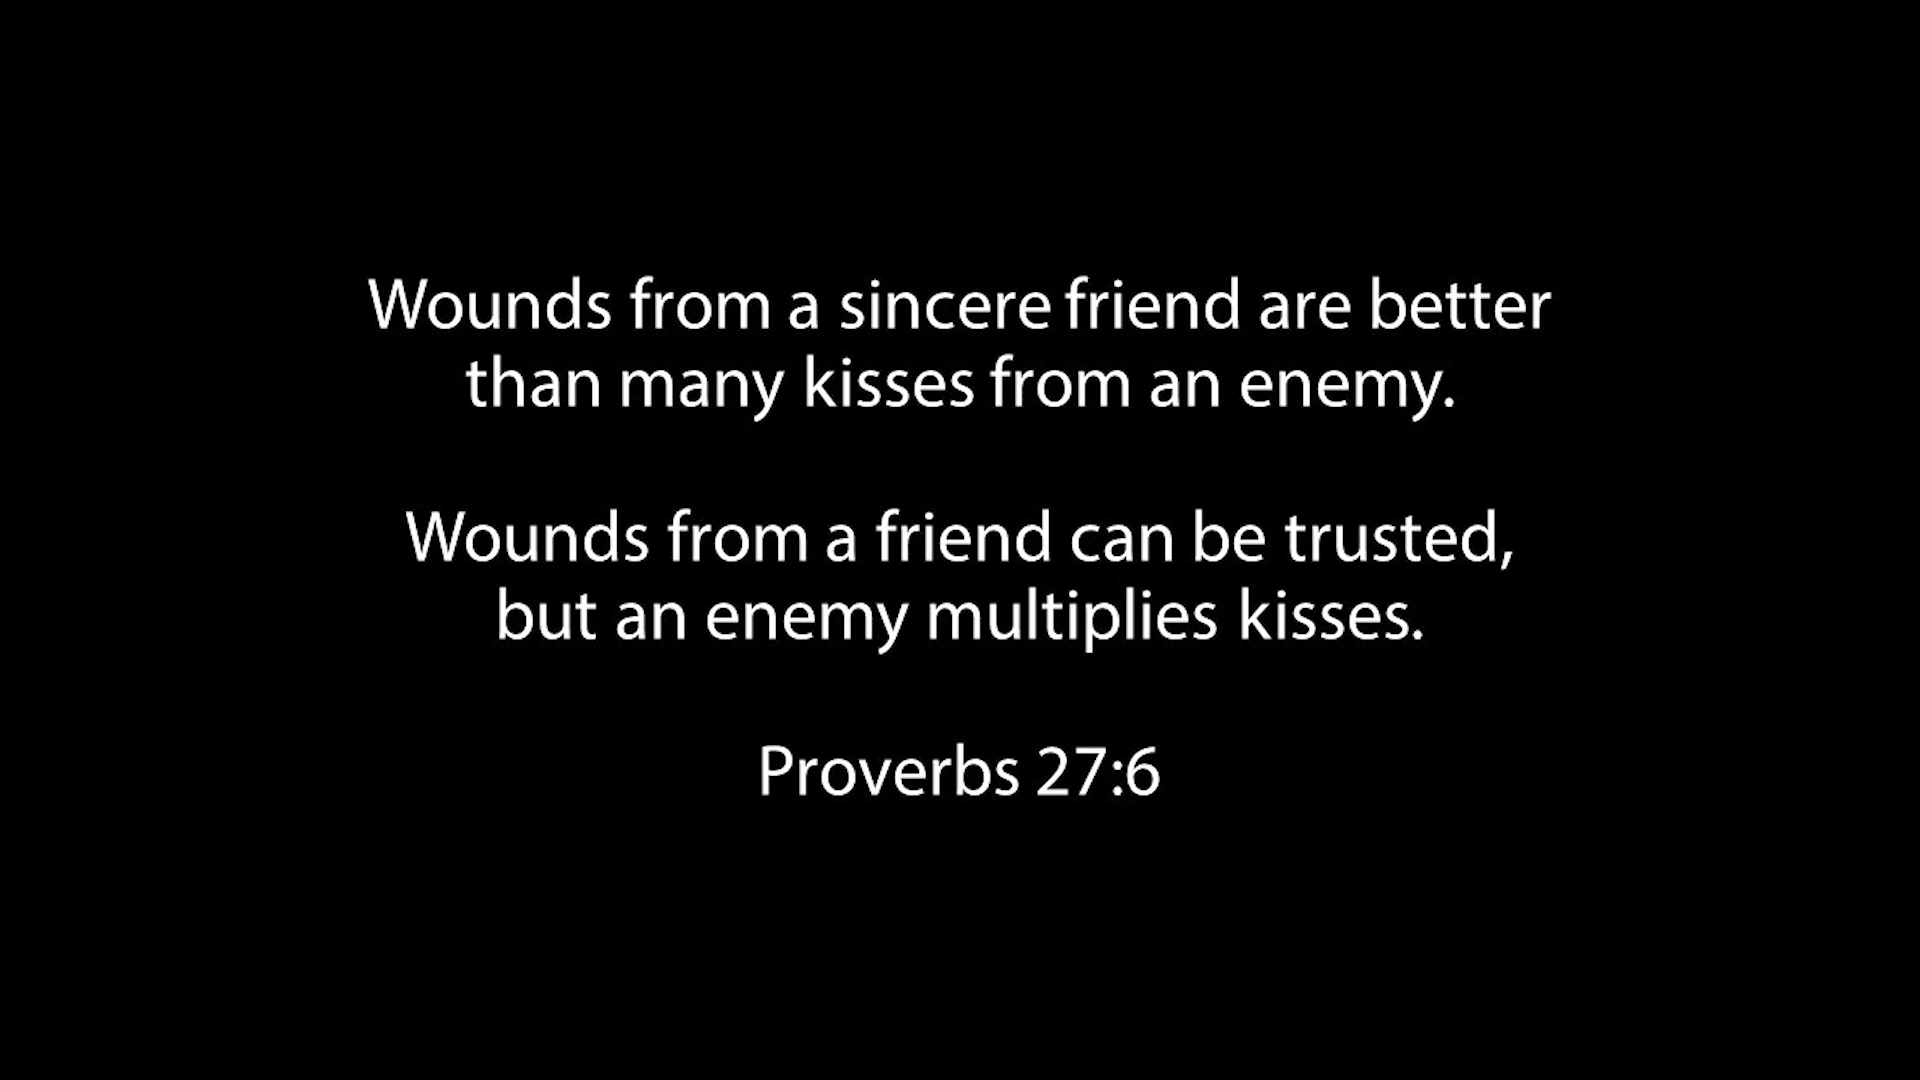 Wounds from a sincere friend are better
than many kisses from an enemy.
Wounds from a friend can be trusted,
but an enemy multiplies kisses.
Proverbs 27:6